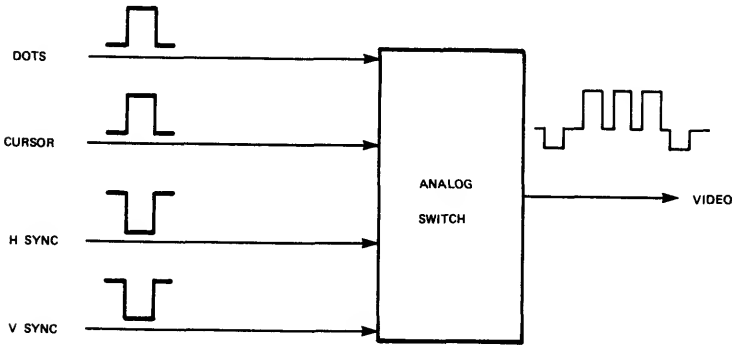 DOTS
CURSOR
H SYNC
V SYNC
ANALOG
SWITCH
VIDEO